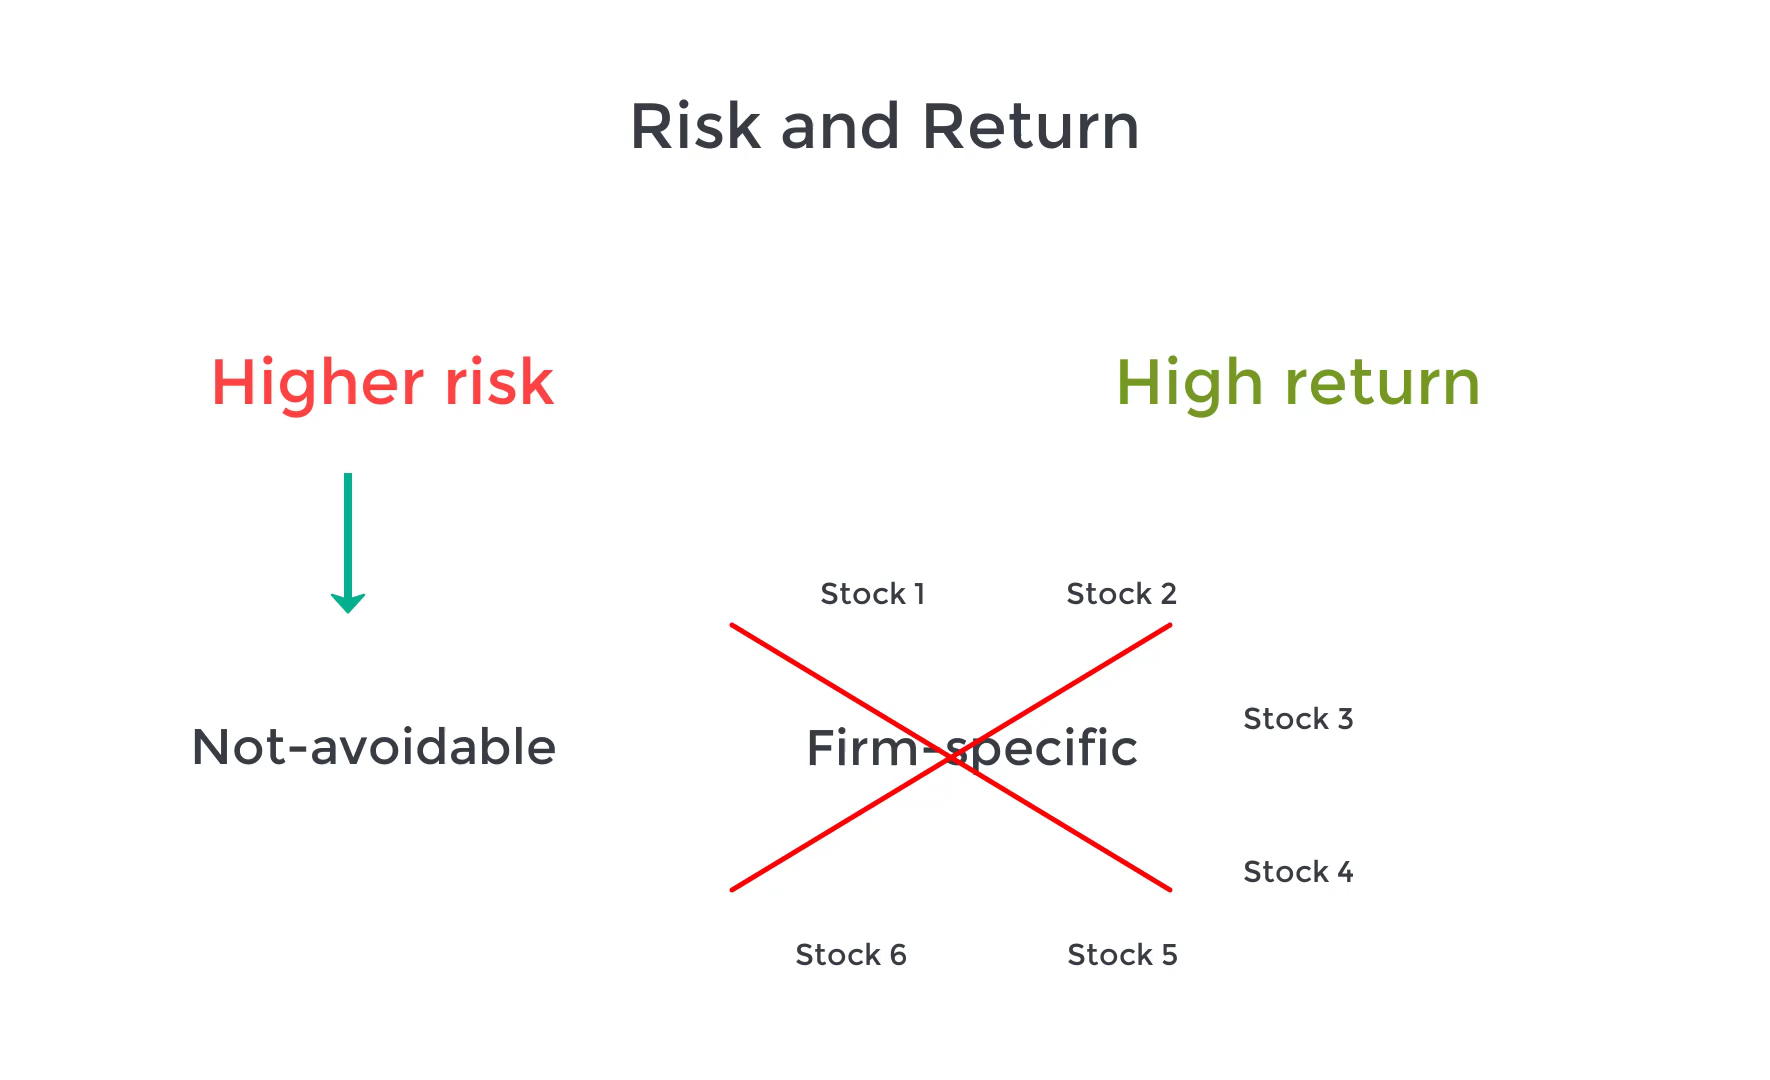 Risk and Return
Higher risk
High return
Stock 1
Stock 2
Stock 3
Not-avoidable
Firm-specific
Stock 4
Stock 6
Stock 5